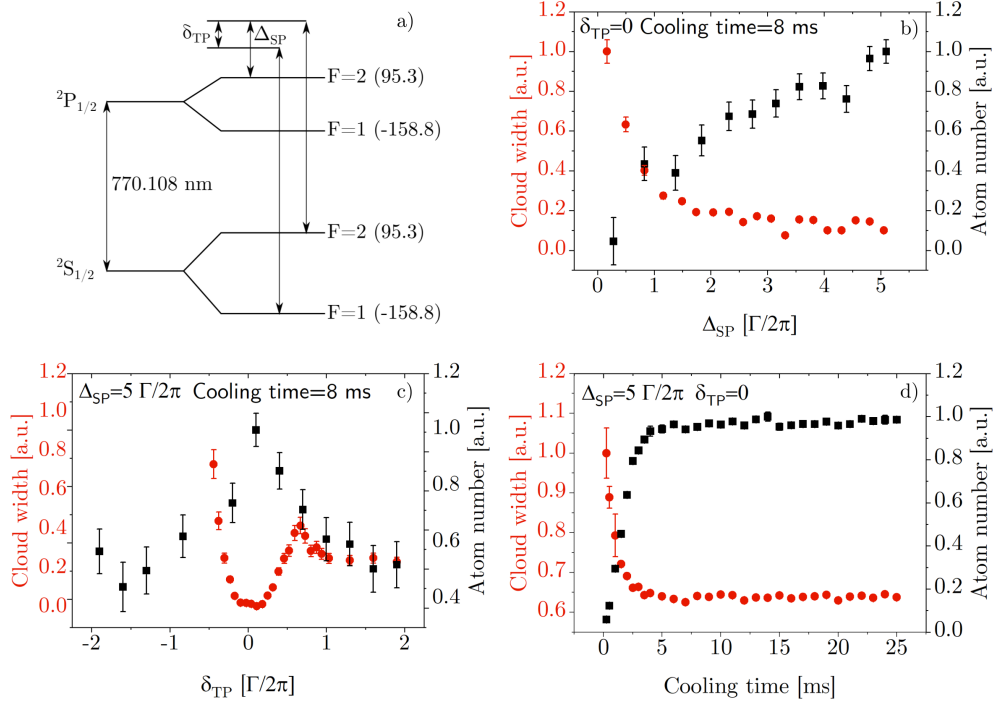 a)
δTP
ΔSP
F=2 (95.3)
²P1/2
F=1 (-158.8)
770.108 nm
F=2 (95.3)
²S1/2
F=1 (-158.8)
b)
δTP=0 Cooling time=8 ms
Cloud width [a.u.]
1.2
1.0
0.8
0.6
0.4
0.2
0.0
Atom number [a.u.]
1.2
1.0
0.8
0.6
0.4
0.2
0.0
0 1 2 3 4 5
ΔSP [Γ/2π]
c)
ΔSP=5 Γ/2π Cooling time=8 ms
Cloud width [a.u.]
1.2
1.0
0.8
0.6
0.4
0.2
0.0
Atom number [a.u.]
1.2
1.0
0.8
0.6
0.4
-2 -1 0 1 2
δTP [Γ/2π]
d)
ΔSP=5 Γ/2π δTP=0
Cloud width [a.u.]
1.2
1.1
1.0
0.9
0.8
0.7
0.6
Atom number [a.u.]
1.2
1.0
0.8
0.6
0.4
0.2
0.0
0 5 10 15 20 25
Cooling time [ms]